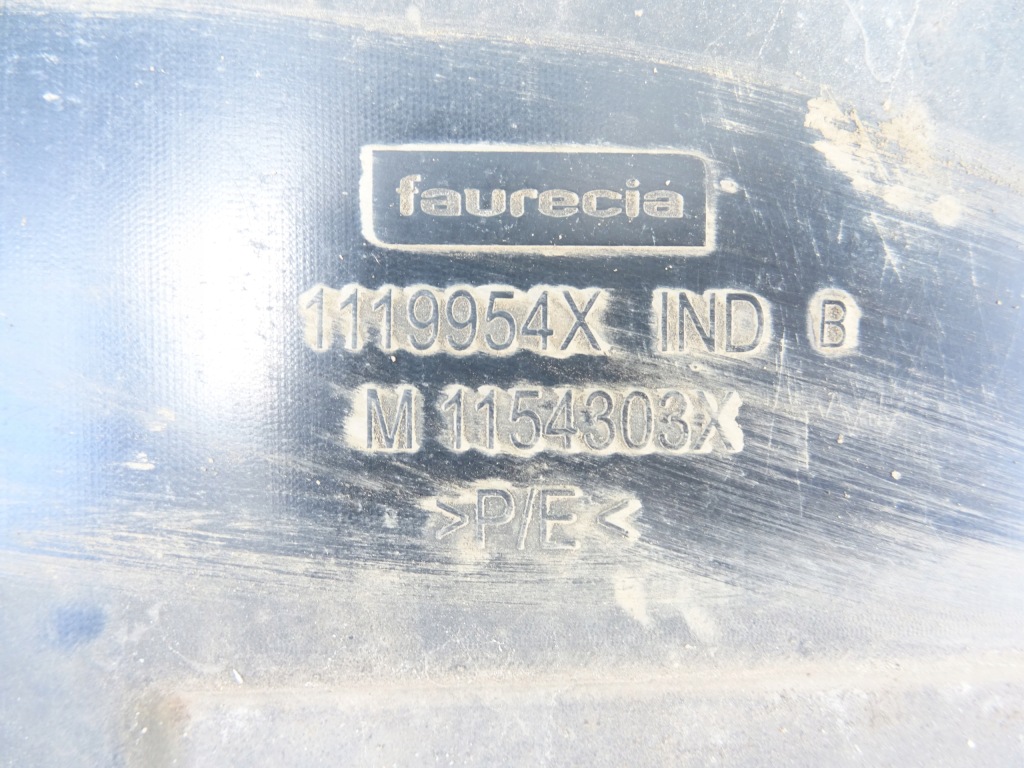 faurecia
1119954X IND B
M 1154303X
>P/E<